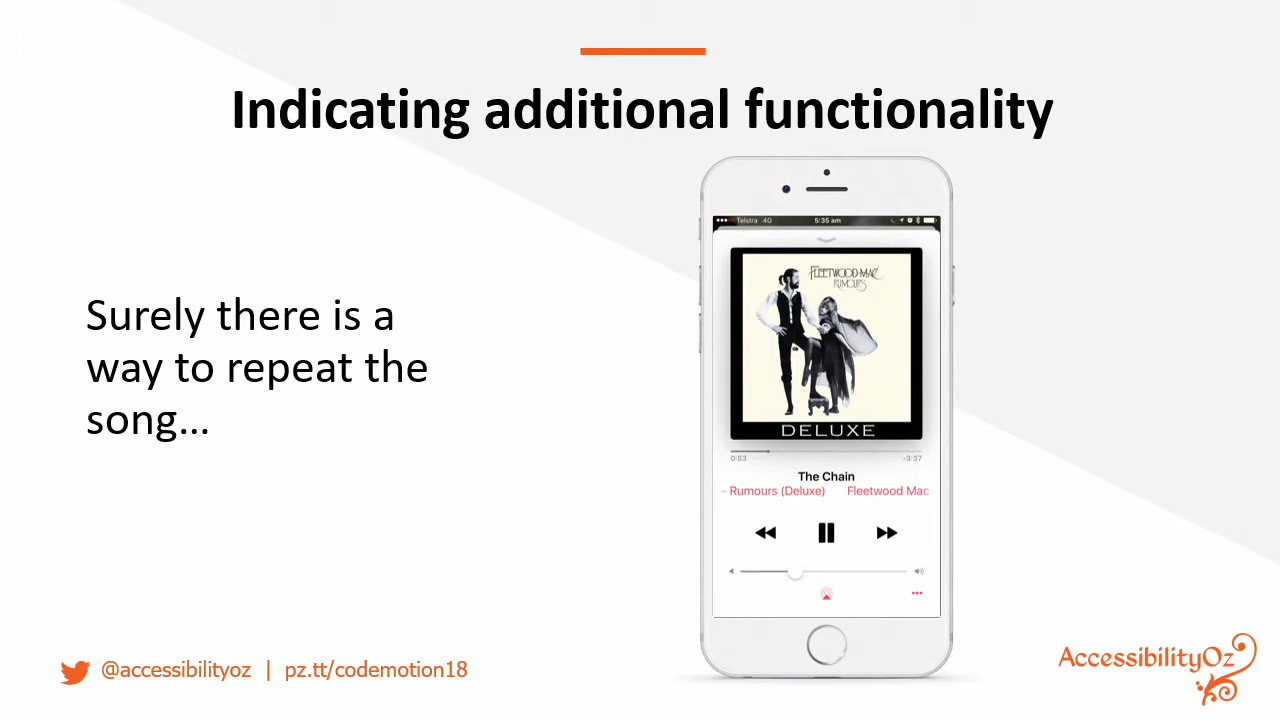 Indicating additional functionality
Surely there is a
way to repeat the
song...
Telstra 4G 5:35 am
FLEETWOOD MAC
RUMOURS
DELUXE
0:53 -3:37
The Chain
– Rumours (Deluxe) Fleetwood Mac
@accessibilityoz | pz.tt/codemotion18
AccessibilityOz